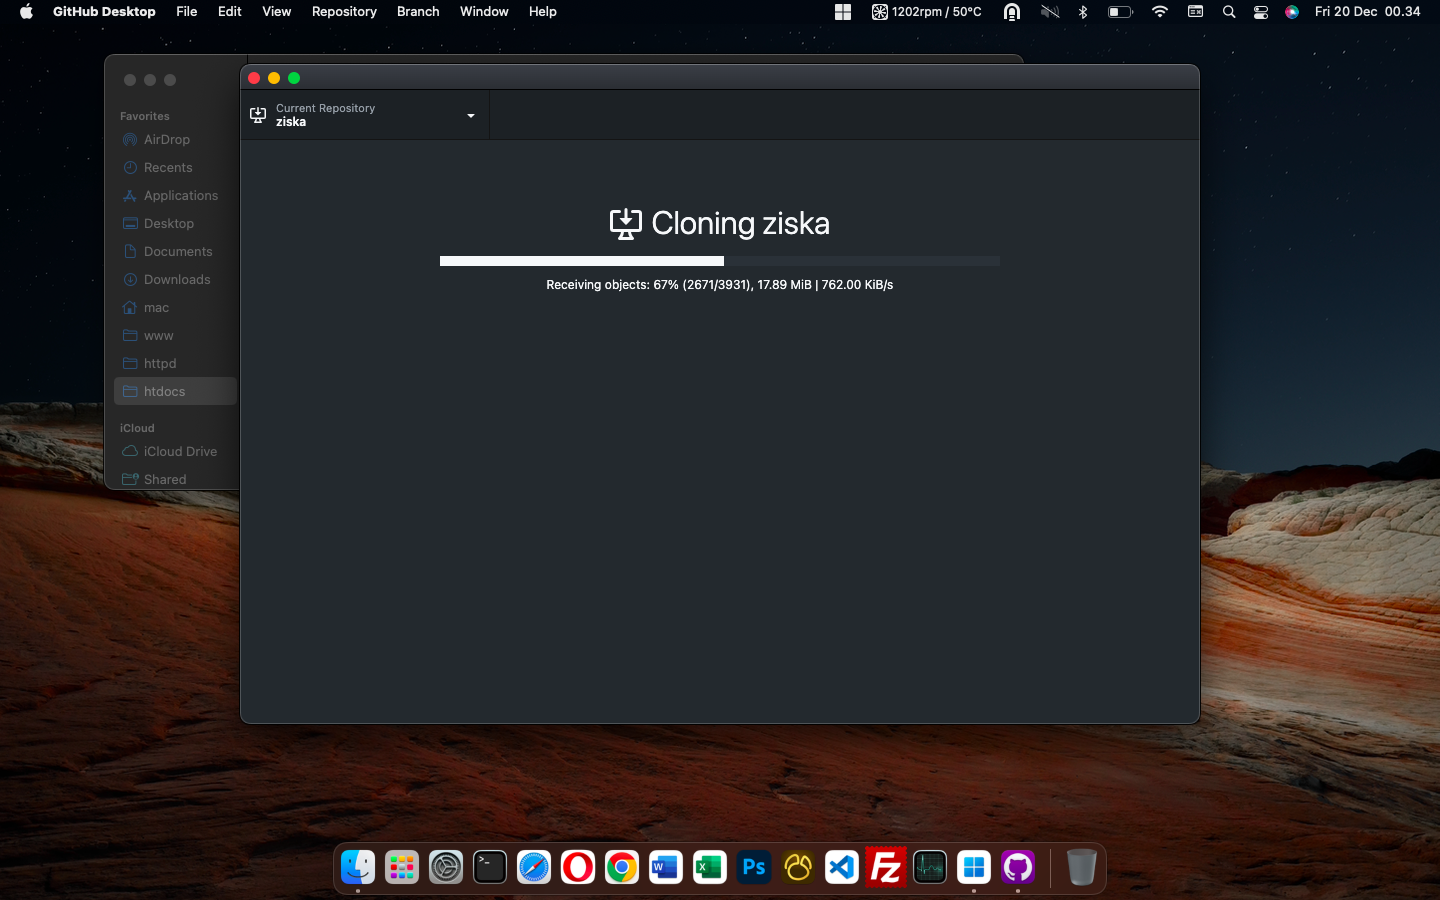 GitHub Desktop File Edit View Repository Branch Window Help 1202rpm / 50°C Fri 20 Dec 00.34
Favorites
AirDrop
Recents
Applications
Desktop
Documents
Downloads
mac
www
httpd
htdocs
iCloud
iCloud Drive
Shared
Current Repository
ziska
Cloning ziska
Receiving objects: 67% (2671/3931), 17.89 MiB | 762.00 KiB/s
W X Ps Fz